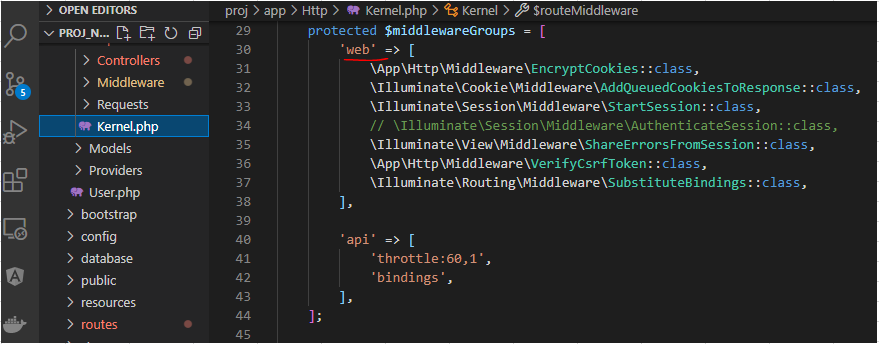 OPEN EDITORS
PROJ_N...
Controllers
Middleware
Requests
Kernel.php
Models
Providers
User.php
bootstrap
config
database
public
resources
routes
5
proj > app > Http > Kernel.php > Kernel > $routeMiddleware
29 protected $middlewareGroups = [
30 'web' => [
31 \App\Http\Middleware\EncryptCookies::class,
32 \Illuminate\Cookie\Middleware\AddQueuedCookiesToResponse::class,
33 \Illuminate\Session\Middleware\StartSession::class,
34 // \Illuminate\Session\Middleware\AuthenticateSession::class,
35 \Illuminate\View\Middleware\ShareErrorsFromSession::class,
36 \App\Http\Middleware\VerifyCsrfToken::class,
37 \Illuminate\Routing\Middleware\SubstituteBindings::class,
38 ],
39
40 'api' => [
41 'throttle:60,1',
42 'bindings',
43 ],
44 ];
45